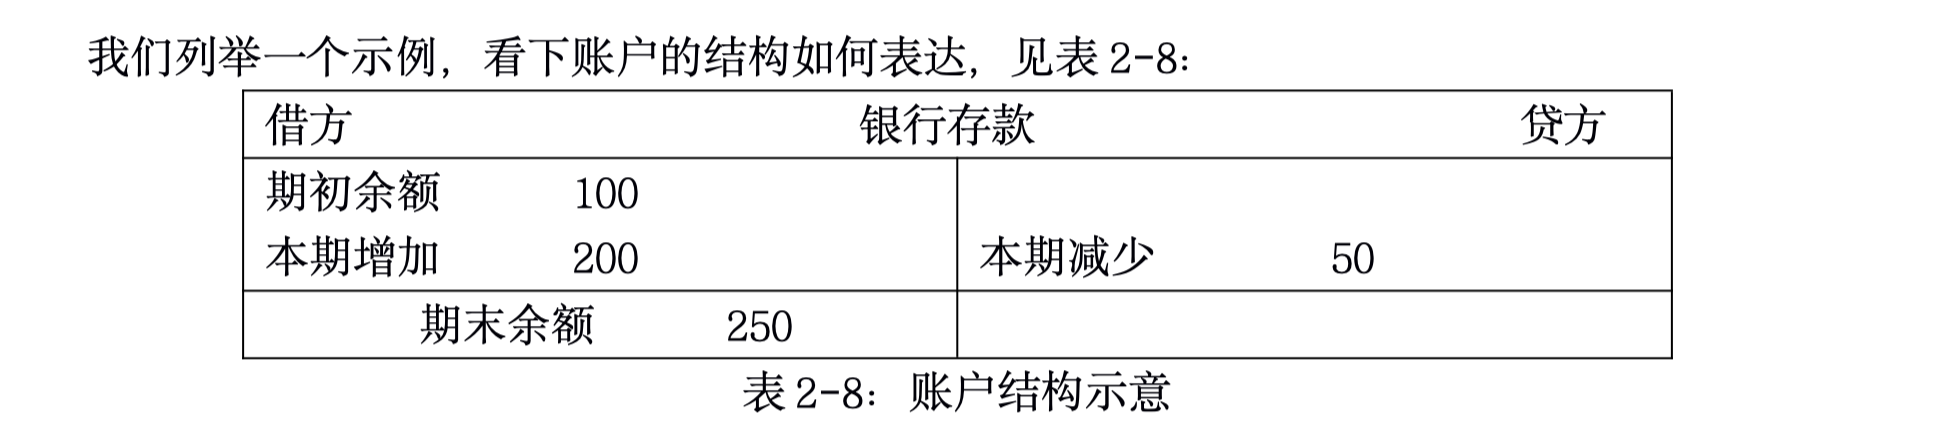 我们列举一个示例，看下账户的结构如何表达，见表 2-8：
借方 银行存款 贷方
期初余额 100
本期增加 200 本期减少 50
期末余额 250
表 2-8：账户结构示意